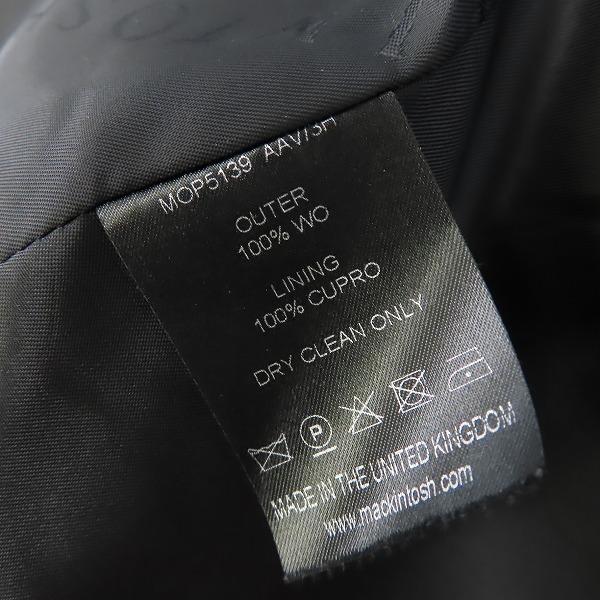 MOP5139 AAV/SH
OUTER
100% WO
LINING
100% CUPRO
DRY CLEAN ONLY
P
MADE IN THE UNITED KINGDOM
www.mackintosh.com